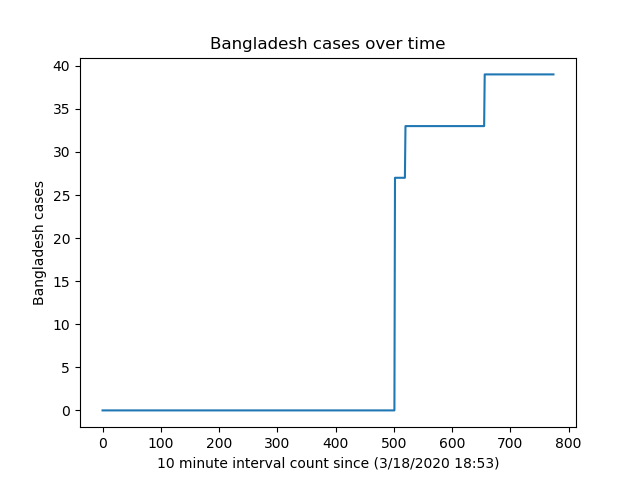 Bangladesh cases over time
40
35
30
25
20
15
10
5
0
Bangladesh cases
0 100 200 300 400 500 600 700 800
10 minute interval count since (3/18/2020 18:53)